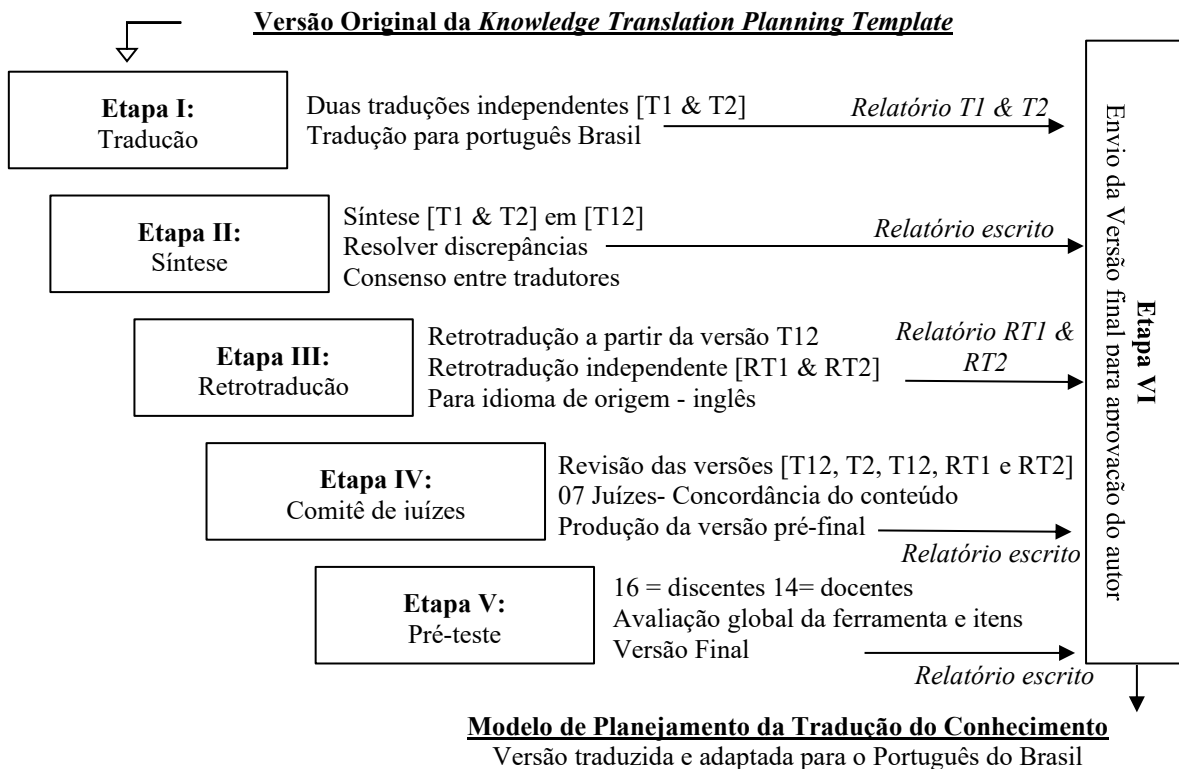 Versão Original da Knowledge Translation Planning Template
Etapa I:
Tradução
Duas traduções independentes [T1 & T2]
Tradução para português Brasil
Relatório T1 & T2
Etapa II:
Síntese
Síntese [T1 & T2] em [T12]
Resolver discrepâncias
Consenso entre tradutores
Relatório escrito
Etapa III:
Retrotradução
Retrotradução a partir da versão T12
Retrotradução independente [RT1 & RT2]
Para idioma de origem - inglês
Relatório RT1 &
RT2
Etapa IV:
Comitê de juízes
Revisão das versões [T12, T2, T12, RT1 e RT2]
07 Juízes- Concordância do conteúdo
Produção da versão pré-final
Relatório escrito
Etapa V:
Pré-teste
16 = discentes 14= docentes
Avaliação global da ferramenta e itens
Versão Final
Relatório escrito
Etapa VI
Envio da Versão final para aprovação do autor
Modelo de Planejamento da Tradução do Conhecimento
Versão traduzida e adaptada para o Português do Brasil